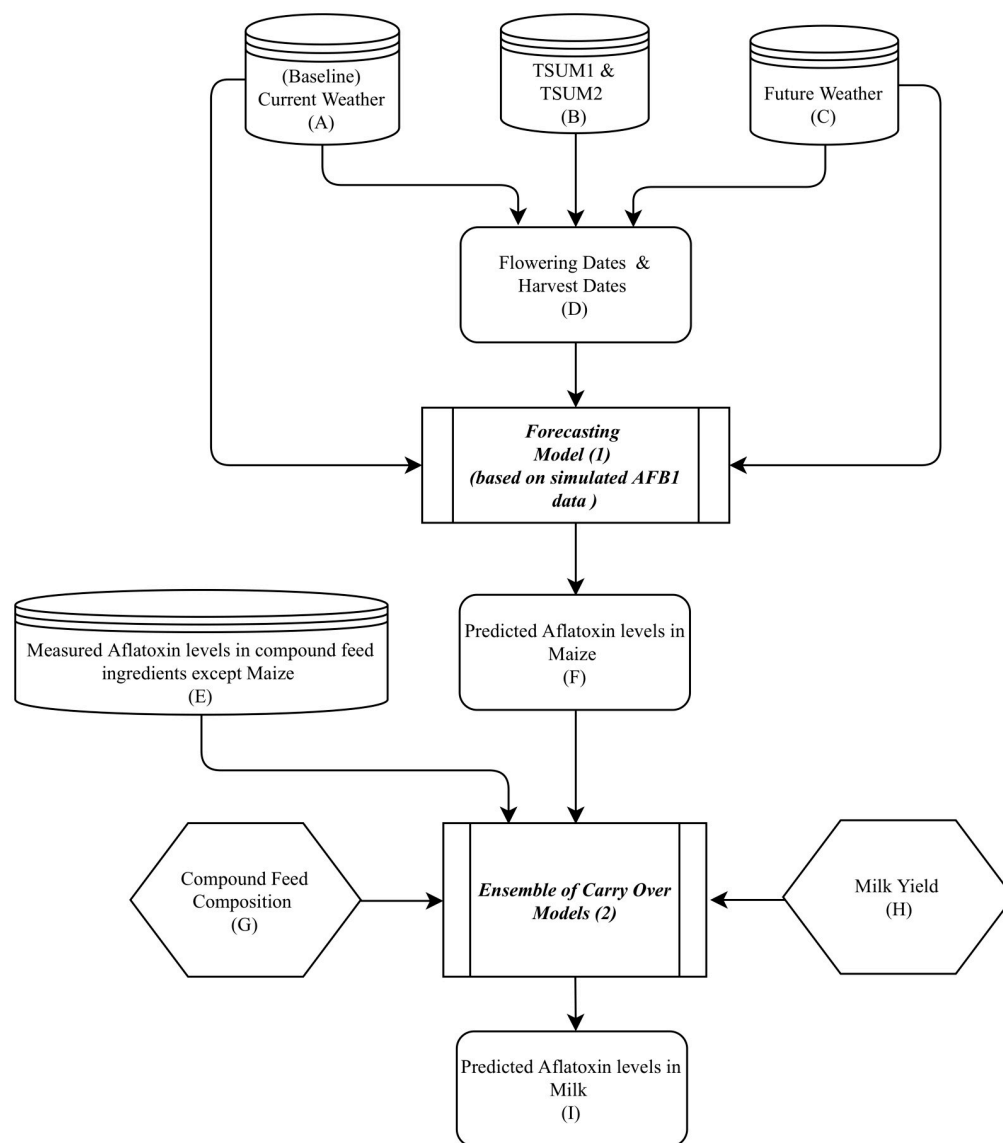 (Baseline)
Current Weather
(A)
TSUM1 &
TSUM2
(B)
Future Weather
(C)
Flowering Dates &
Harvest Dates
(D)
Forecasting
Model (1)
(based on simulated AFB1
data )
Measured Aflatoxin levels in compound feed
ingredients except Maize
(E)
Predicted Aflatoxin levels in
Maize
(F)
Compound Feed
Composition
(G)
Ensemble of Carry Over
Models (2)
Milk Yield
(H)
Predicted Aflatoxin levels in
Milk
(I)